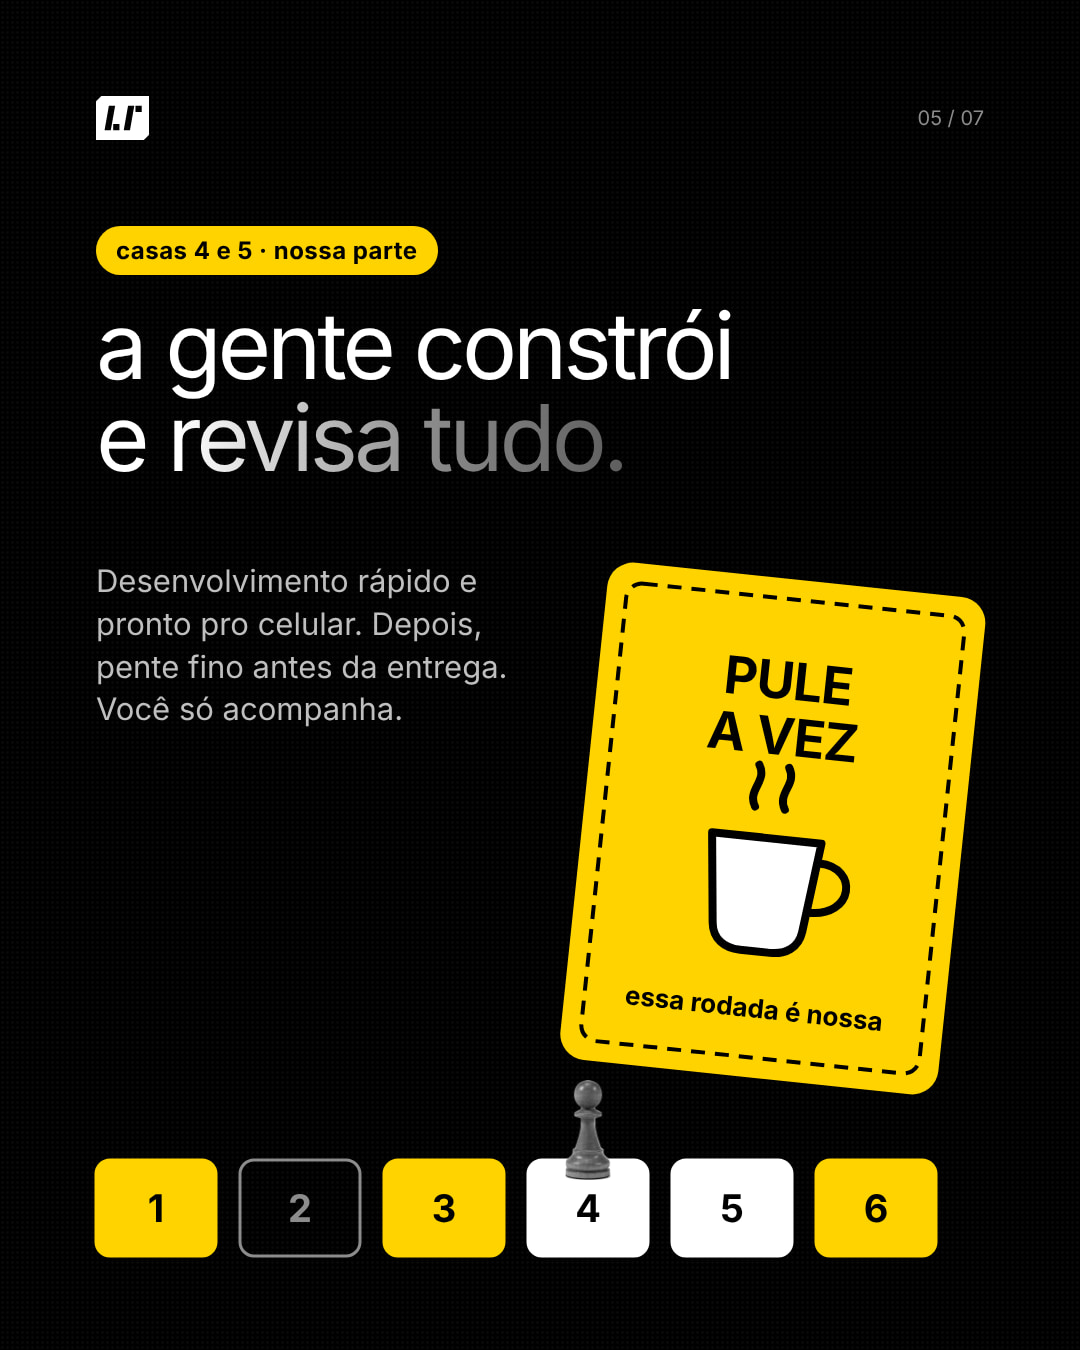 05 / 07
casas 4 e 5 · nossa parte
a gente constrói
e revisa tudo.
Desenvolvimento rápido e
pronto pro celular. Depois,
pente fino antes da entrega.
Você só acompanha.
PULE
A VEZ
essa rodada é nossa
1
2
3
4
5
6